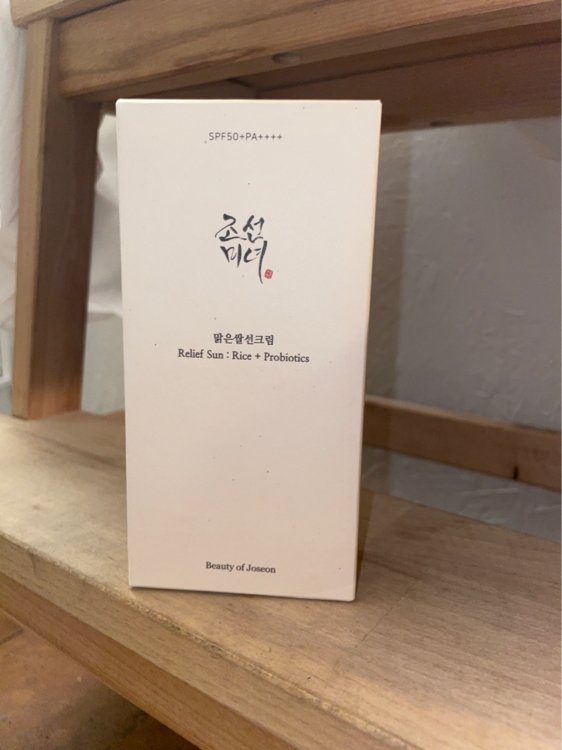 SPF50+PA++++
조선
미녀
맑은쌀선크림
Relief Sun : Rice + Probiotics
Beauty of Joseon